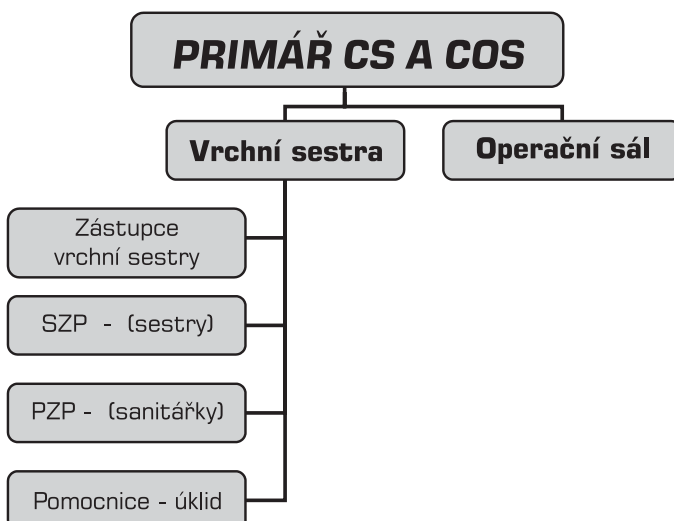 PRIMÁŘ CS A COS
Vrchní sestra
Operační sál
Zástupce
vrchní sestry
SZP - (sestry)
PZP - (sanitářky)
Pomocnice - úklid